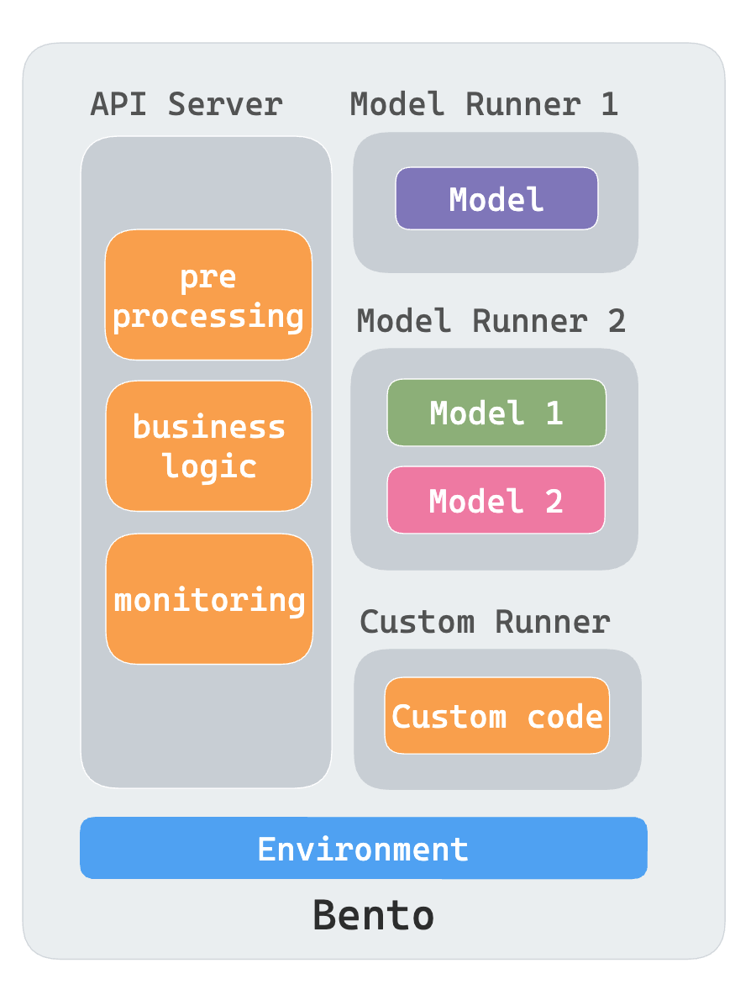 API Server
pre
processing
business
logic
monitoring
Model Runner 1
Model
Model Runner 2
Model 1
Model 2
Custom Runner
Custom code
Environment
Bento